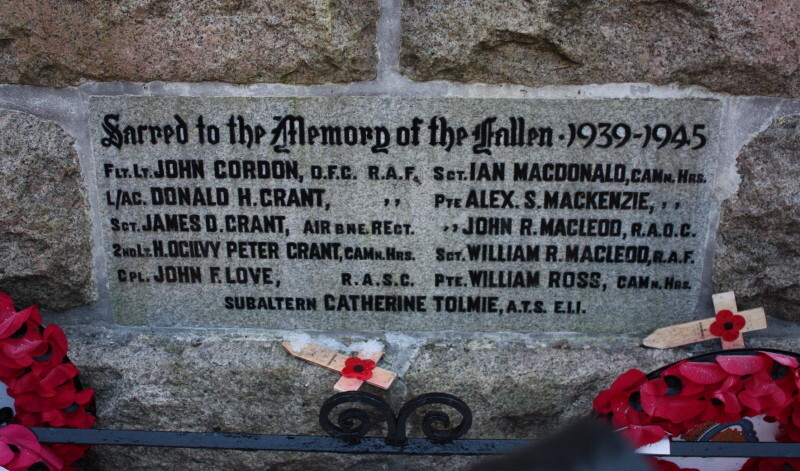 Sacred to the Memory of the Fallen · 1939-1945
FLT. LT. JOHN GORDON, D.F.C. R.A.F.
L/AC. DONALD H. GRANT, ,,
SGT. JAMES D. GRANT, AIR BNE. REGT.
2ND LT. H. OGILVY PETER GRANT, CAMN. HRS.
CPL. JOHN F. LOVE, R.A.S.C.
SGT. IAN MACDONALD, CAMN. HRS.
PTE ALEX. S. MACKENZIE, ,,
,, JOHN R. MACLEOD, R.A.O.C.
SGT. WILLIAM R. MACLEOD, R.A.F.
PTE. WILLIAM ROSS, CAMN. HRS.
SUBALTERN CATHERINE TOLMIE, A.T.S. E.I.I.